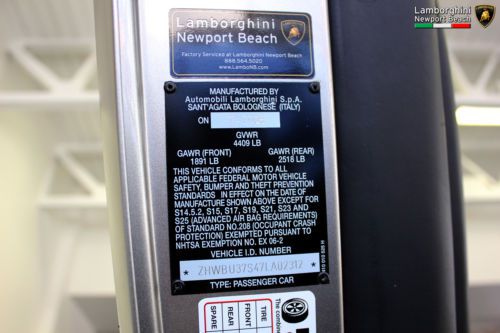 Lamborghini
Newport Beach
Lamborghini
Newport Beach
Factory Serviced at Lamborghini Newport Beach
868.564.5020
www.LamboNB.com
MANUFACTURED BY
Automobili Lamborghini S.p.A.
SANT'AGATA BOLOGNESE (ITALY)
ON
GVWR
4409 LB
GAWR (FRONT) GAWR (REAR)
1891 LB 2518 LB
THIS VEHICLE CONFORMS TO ALL
APPLICABLE FEDERAL MOTOR VEHICLE
SAFETY, BUMPER AND THEFT PREVENTION
STANDARDS IN EFFECT ON THE DATE OF
MANUFACTURE SHOWN ABOVE EXCEPT FOR
S14.5.2, S15, S17, S19, S21, S23 AND
S25 (ADVANCED AIR BAG REQUIREMENTS)
OF STANDARD NO.208 (OCCUPANT CRASH
PROTECTION) EXEMPTED PURSUANT TO
NHTSA EXEMPTION NO. EX 06-2
VEHICLE I.D. NUMBER
* ZHWBU37S47LA02312 *
TYPE: PASSENGER CAR
TIRE
FRONT
REAR
SPARE
The combine